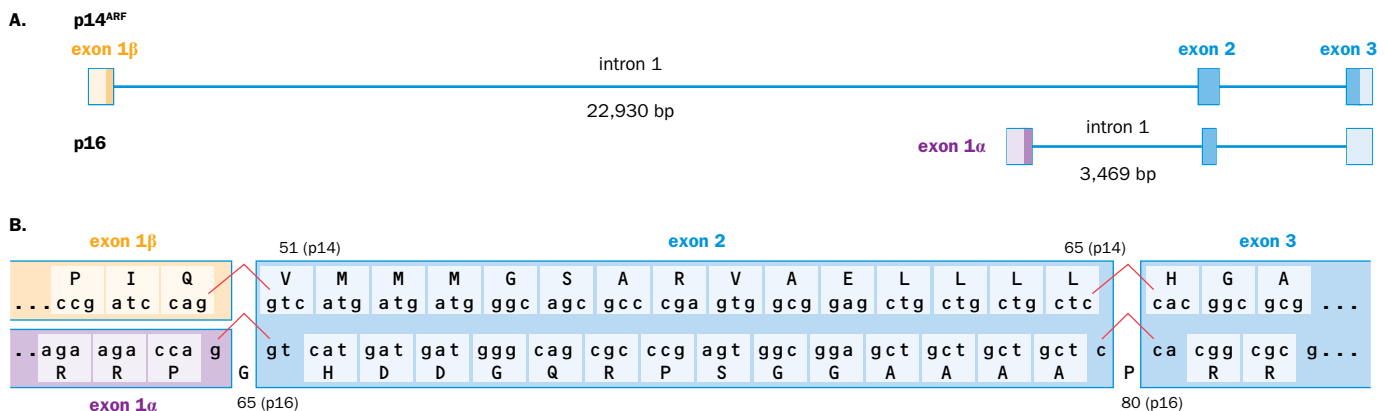 A. p14ARF
exon 1β exon 2 exon 3
intron 1
22,930 bp
p16 exon 1α intron 1
3,469 bp
B.
exon 1β 51 (p14) exon 2 65 (p14) exon 3
P I Q V M M M G S A R V A E L L L L H G A
...ccg atc cag gtc atg atg atg ggc agc gcc cga gtg gcg gag ctg ctg ctg ctc cac ggc gcg ...
..aga aga cca g gt cat gat gat ggg cag cgc ccg agt ggc gga gct gct gct gct c ca cgg cgc g...
R R P G H D D G Q R P S G G A A A A P R R
exon 1α 65 (p16) 80 (p16)